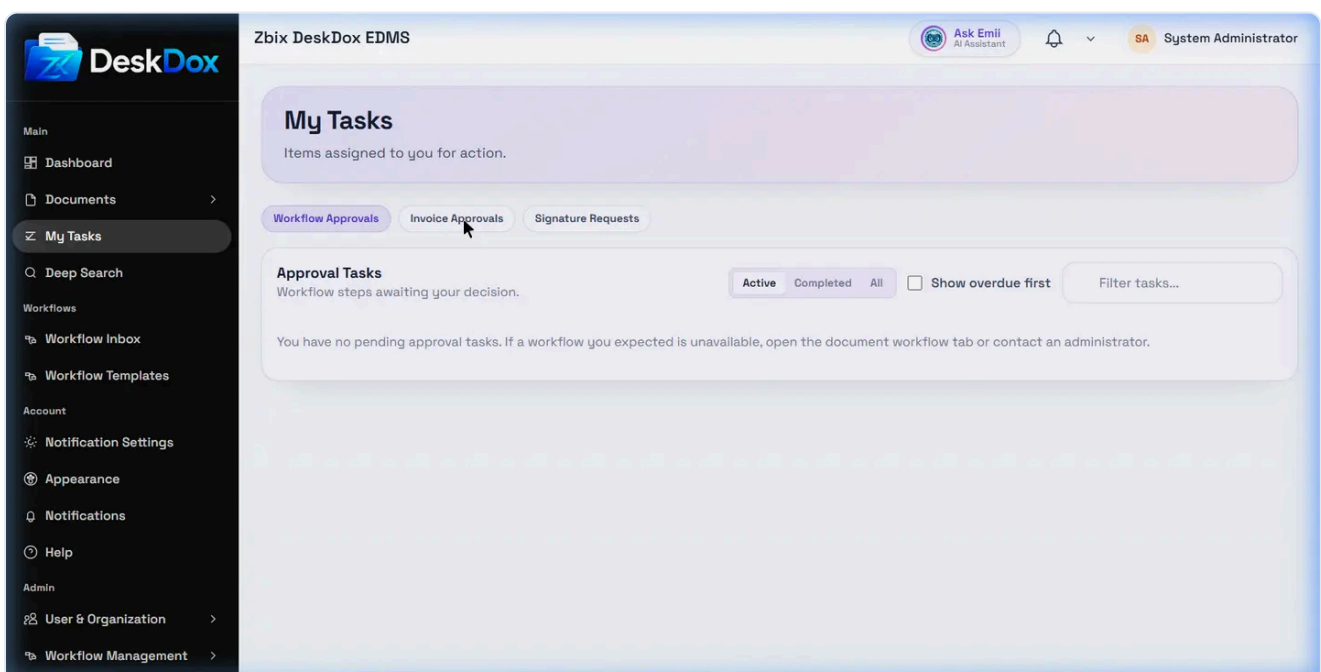 DeskDox
Main
Dashboard
Documents
My Tasks
Deep Search
Workflows
Workflow Inbox
Workflow Templates
Account
Notification Settings
Appearance
Notifications
Help
Admin
User & Organization
Workflow Management
Zbix DeskDox EDMS
Ask Emii
AI Assistant
SA System Administrator
My Tasks
Items assigned to you for action.
Workflow Approvals Invoice Approvals Signature Requests
Approval Tasks
Workflow steps awaiting your decision.
Active Completed All Show overdue first Filter tasks...
You have no pending approval tasks. If a workflow you expected is unavailable, open the document workflow tab or contact an administrator.